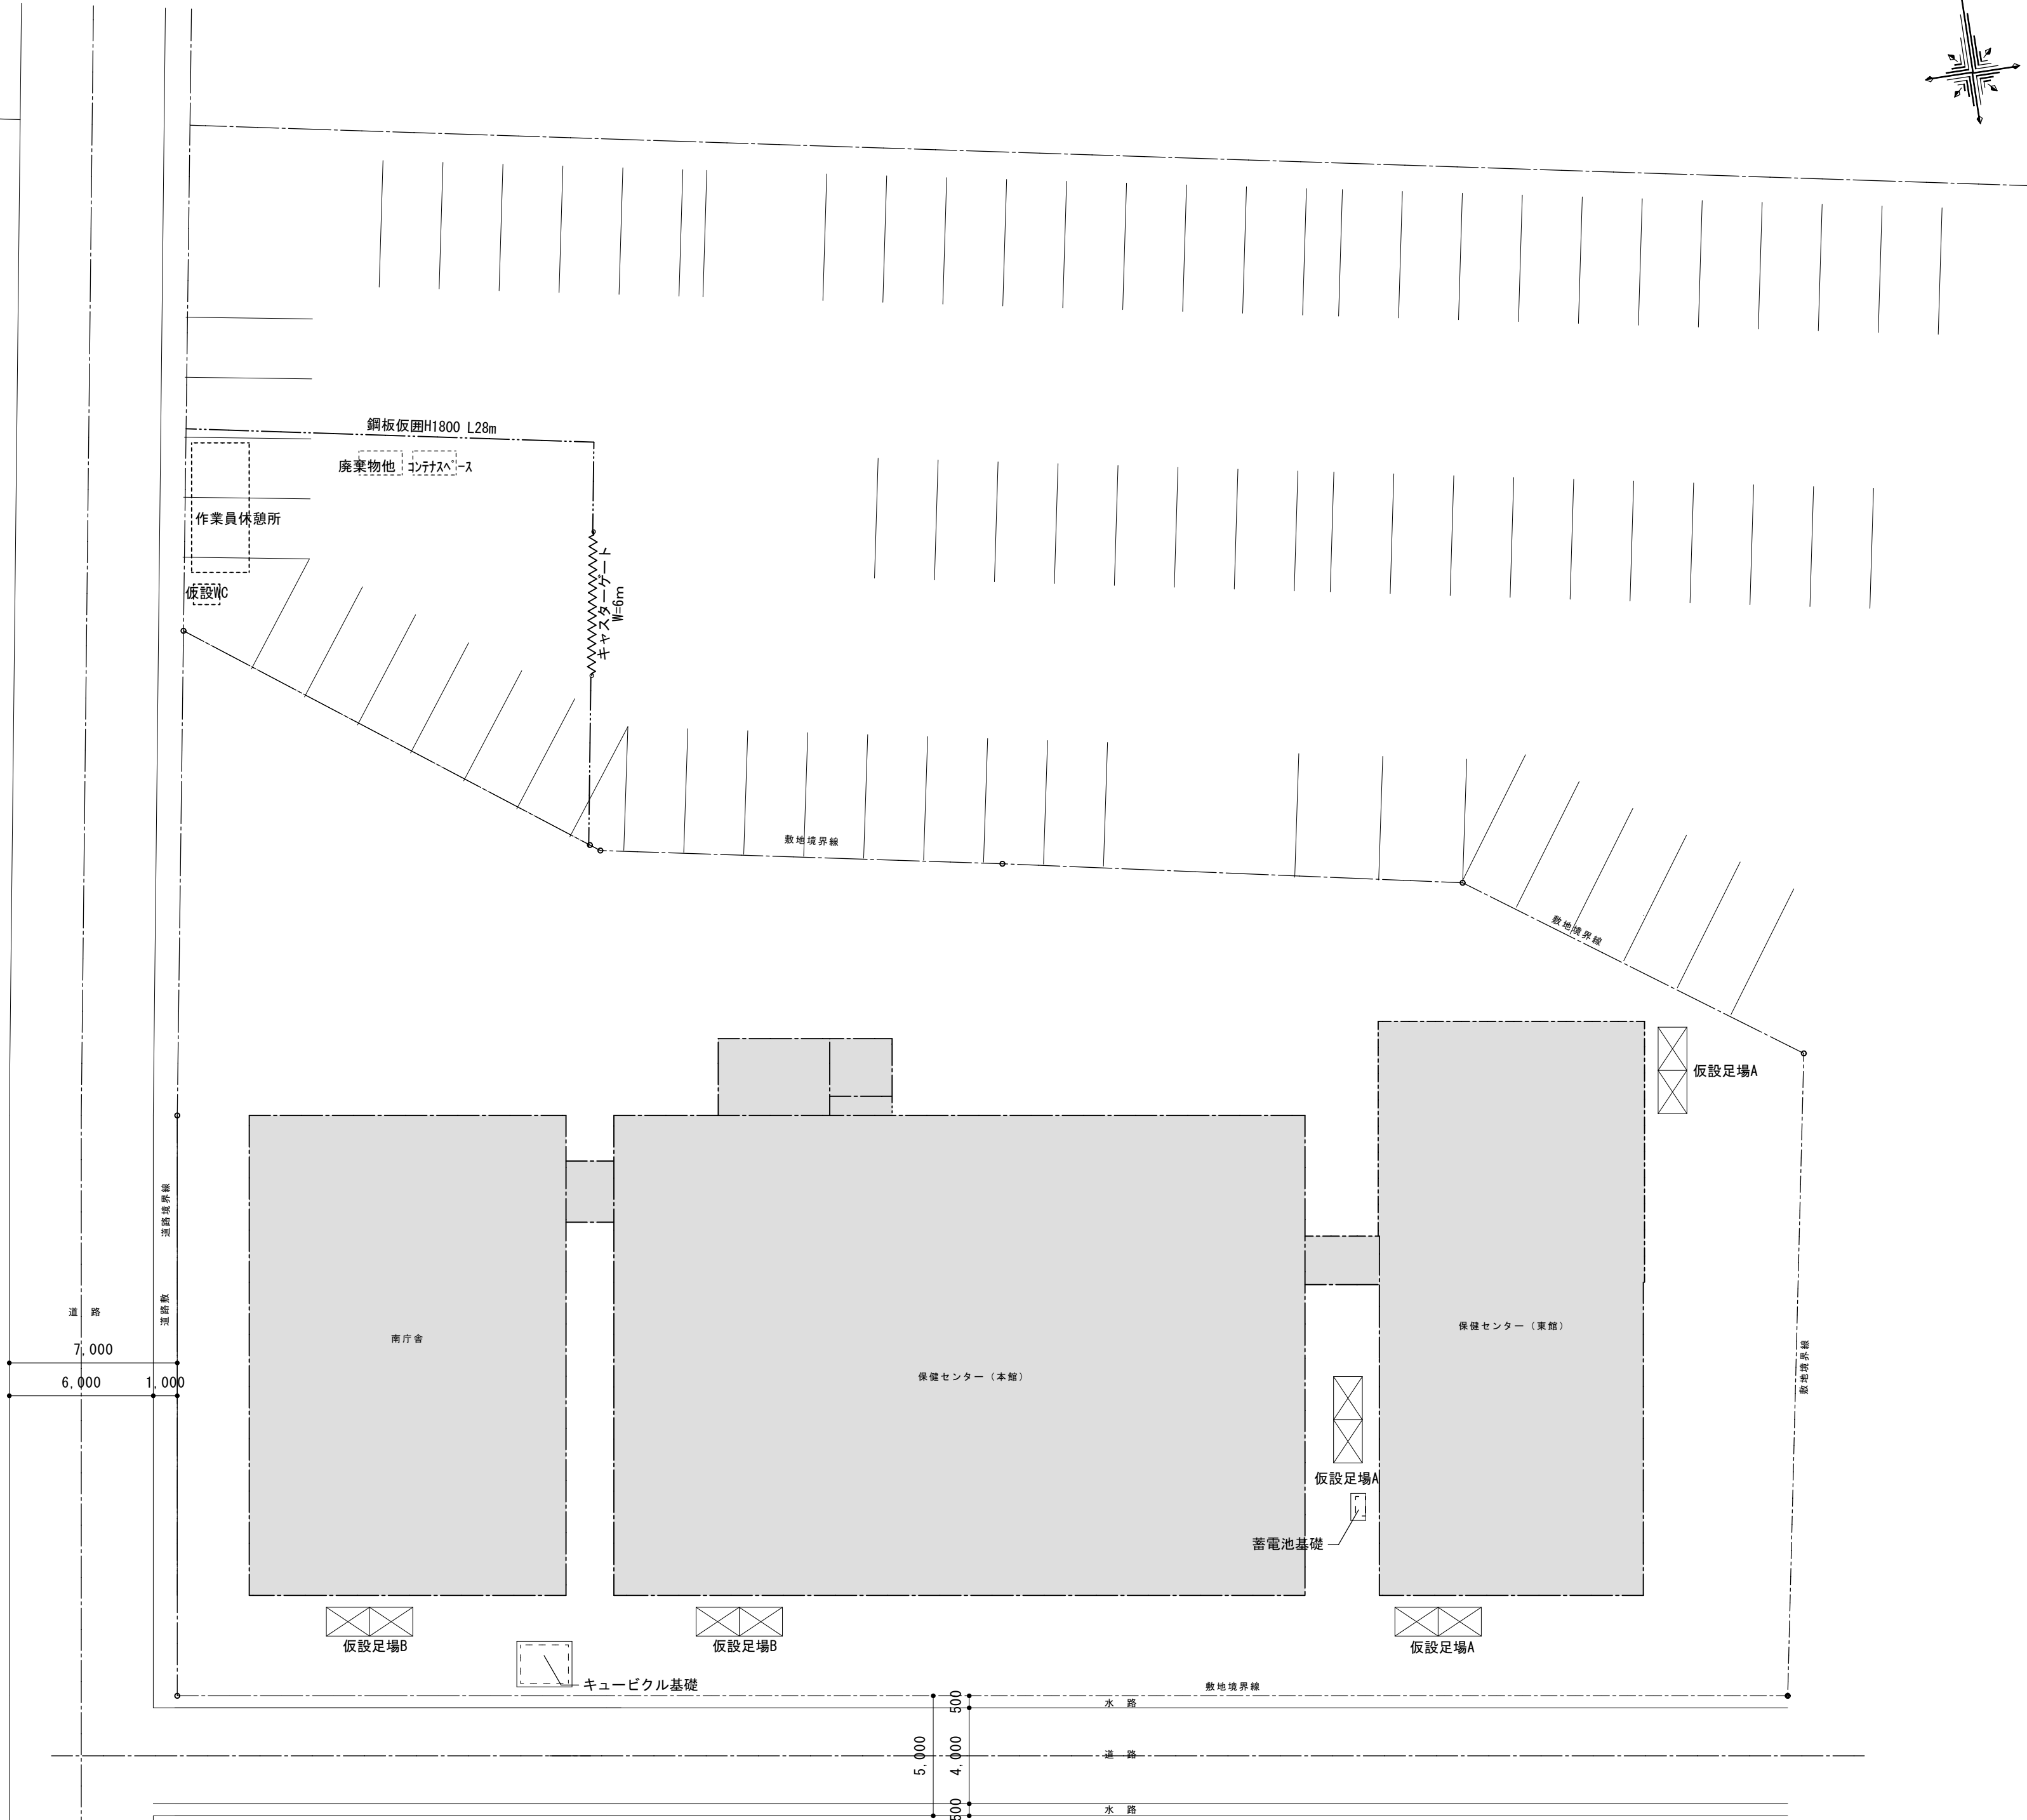 鋼板仮囲H1800 L28m
廃棄物他
コンテナスペース
作業員休憩所
仮設WC
キャスターゲート
W=6m
敷地境界線
敷地境界線
仮設足場A
道路境界線
道路敷
道 路
7,000
6,000
1,000
南庁舎
保健センター（本館）
保健センター（東館）
敷地境界線
仮設足場A
蓄電池基礎
仮設足場B
仮設足場B
仮設足場A
キュービクル基礎
敷地境界線
水 路
500
5,000
4,000
道 路
500
水 路